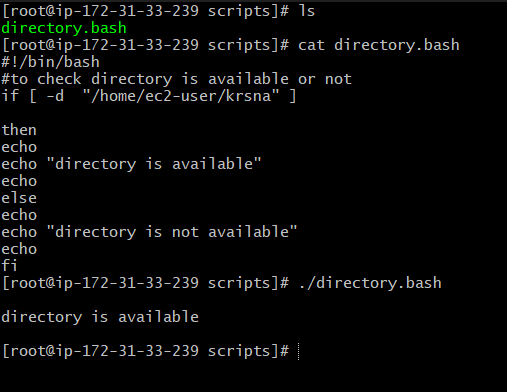 [root@ip-172-31-33-239 scripts]# ls
directory.bash
[root@ip-172-31-33-239 scripts]# cat directory.bash
#!/bin/bash
#to check directory is available or not
if [ -d  "/home/ec2-user/krsna" ]
then
echo
echo "directory is available"
echo
else
echo
echo "directory is not available"
echo
fi
[root@ip-172-31-33-239 scripts]# ./directory.bash
directory is available
[root@ip-172-31-33-239 scripts]#